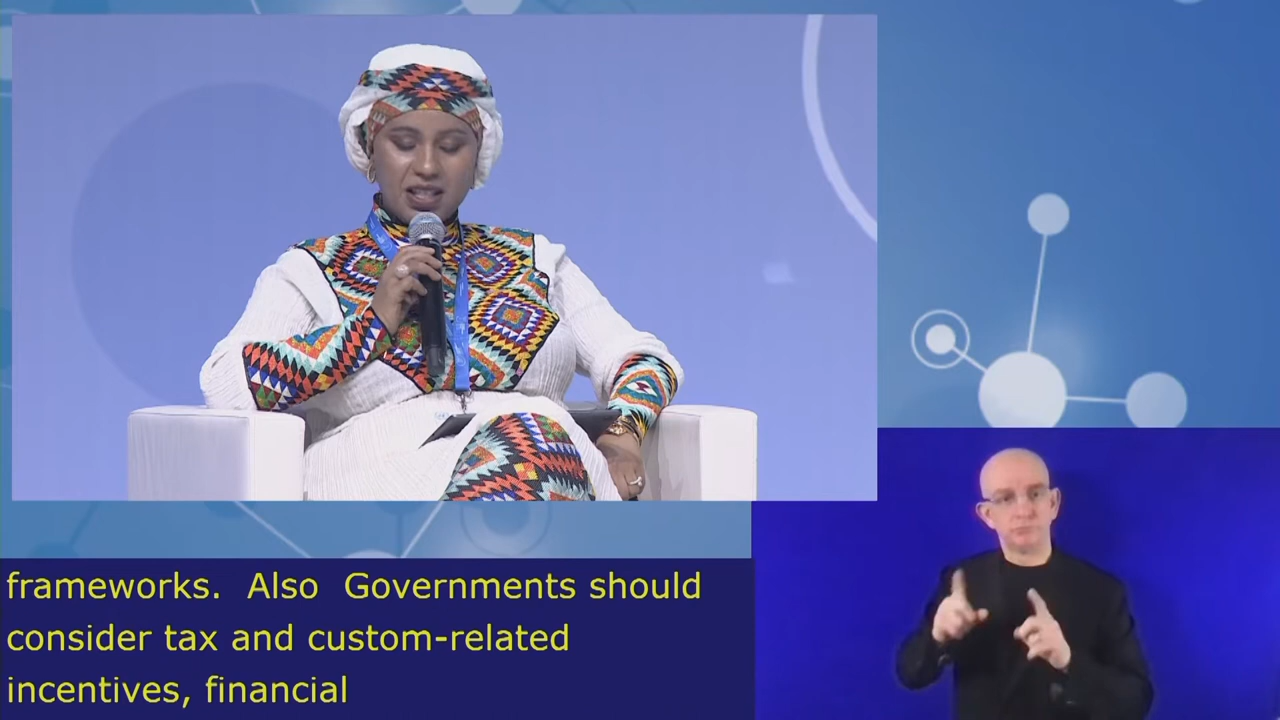 frameworks.  Also  Governments should
consider tax and custom-related
incentives, financial